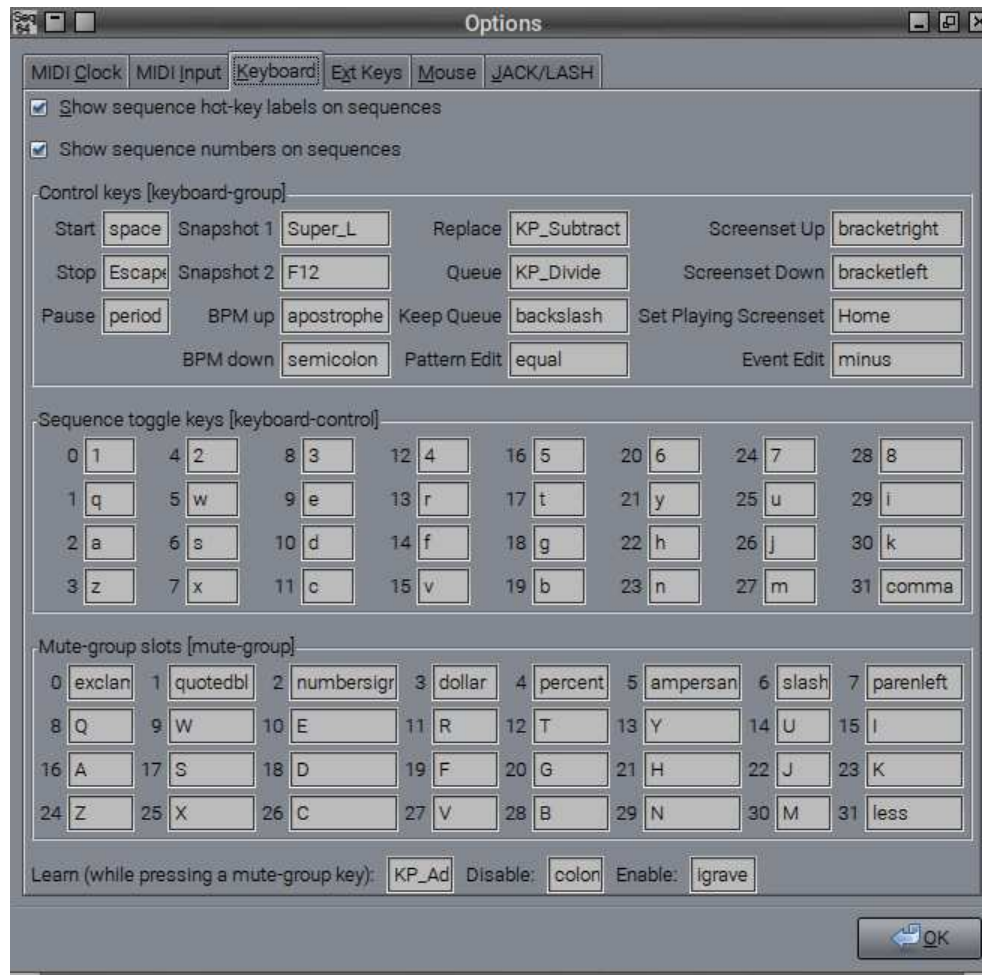 Seq 64 Options
MIDI Clock MIDI Input Keyboard Ext Keys Mouse JACK/LASH
Show sequence hot-key labels on sequences
Show sequence numbers on sequences
Control keys [keyboard-group]
Start space Snapshot 1 Super_L Replace KP_Subtract Screenset Up bracketright
Stop Escape Snapshot 2 F12 Queue KP_Divide Screenset Down bracketleft
Pause period BPM up apostrophe Keep Queue backslash Set Playing Screenset Home
BPM down semicolon Pattern Edit equal Event Edit minus
Sequence toggle keys [keyboard-control]
0 1 4 2 8 3 12 4 16 5 20 6 24 7 28 8
1 q 5 w 9 e 13 r 17 t 21 y 25 u 29 i
2 a 6 s 10 d 14 f 18 g 22 h 26 j 30 k
3 z 7 x 11 c 15 v 19 b 23 n 27 m 31 comma
Mute-group slots [mute-group]
0 exclan 1 quotedbl 2 numbersigr 3 dollar 4 percent 5 ampersan 6 slash 7 parenleft
8 Q 9 W 10 E 11 R 12 T 13 Y 14 U 15 I
16 A 17 S 18 D 19 F 20 G 21 H 22 J 23 K
24 Z 25 X 26 C 27 V 28 B 29 N 30 M 31 less
Learn (while pressing a mute-group key): KP_Ad Disable: colon Enable: igrave
OK